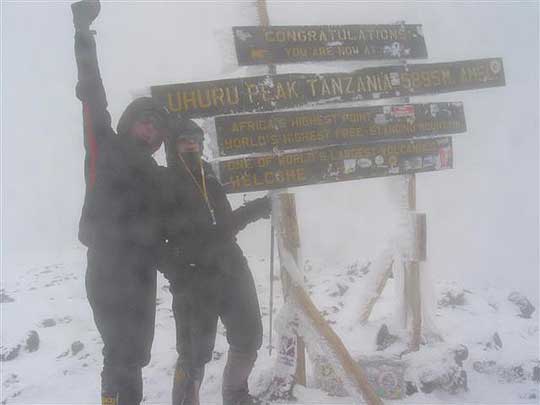 CONGRATULATIONS
YOU ARE NOW AT
UHURU PEAK TANZANIA 5895M. AMSL.
AFRICA'S HIGHEST POINT
WORLD'S HIGHEST FREE STANDING MOUNTAIN
ONE OF WORLD'S LARGEST VOLCANOES
WELCOME